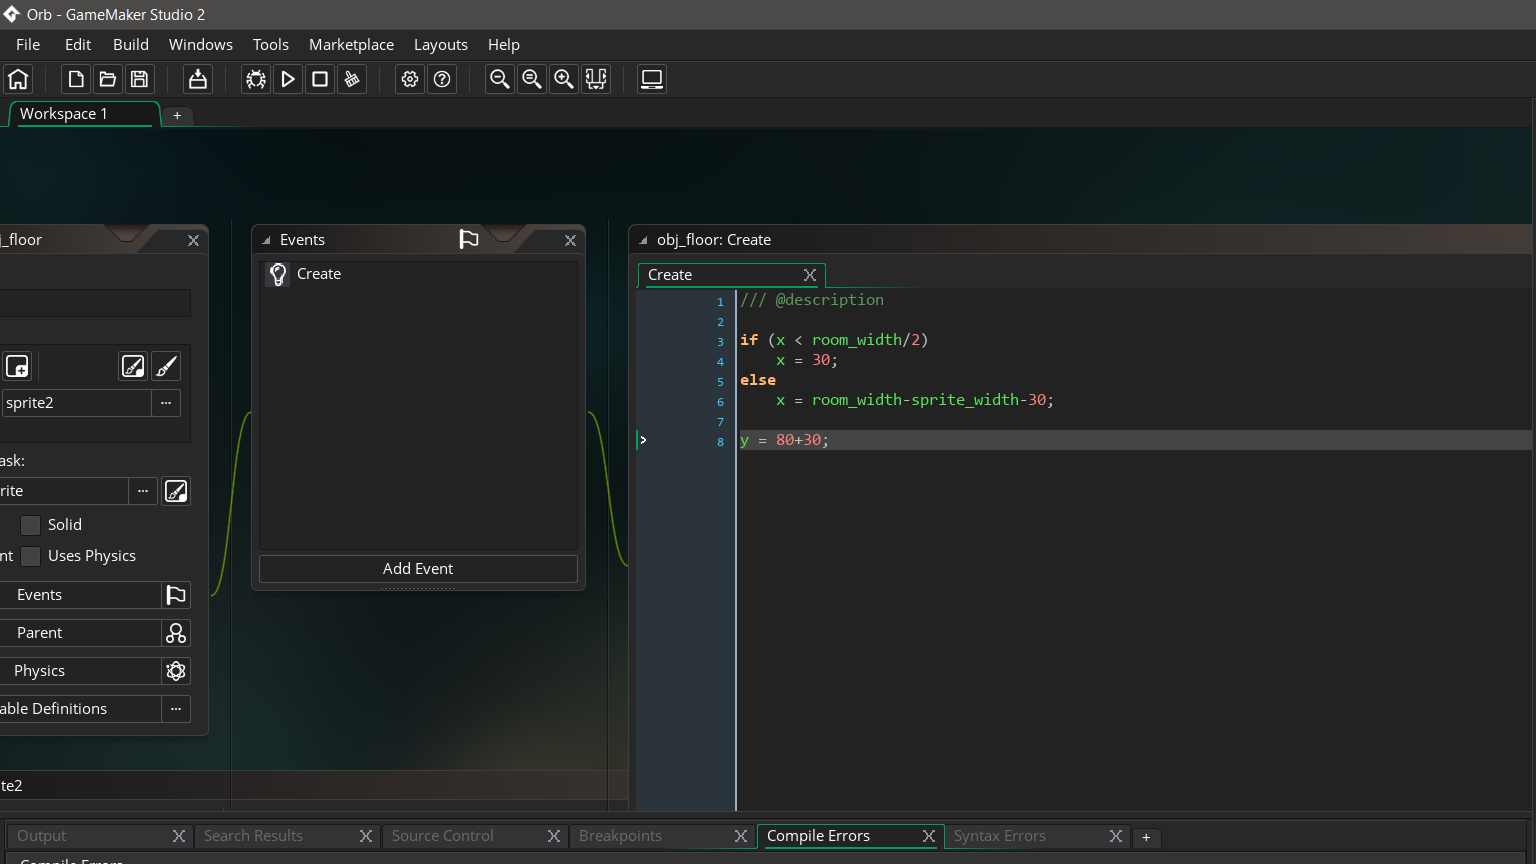 Orb - GameMaker Studio 2
File Edit Build Windows Tools Marketplace Layouts Help
Workspace 1 +
j_floor
sprite2 ...
ask:
rite ...
Solid
nt Uses Physics
Events
Parent
Physics
able Definitions ...
Events
Create
Add Event
obj_floor: Create
Create
1 /// @description
2
3 if (x < room_width/2)
4 x = 30;
5 else
6 x = room_width-sprite_width-30;
7
8 y = 80+30;
te2
Output Search Results Source Control Breakpoints Compile Errors Syntax Errors +
Compile Errors